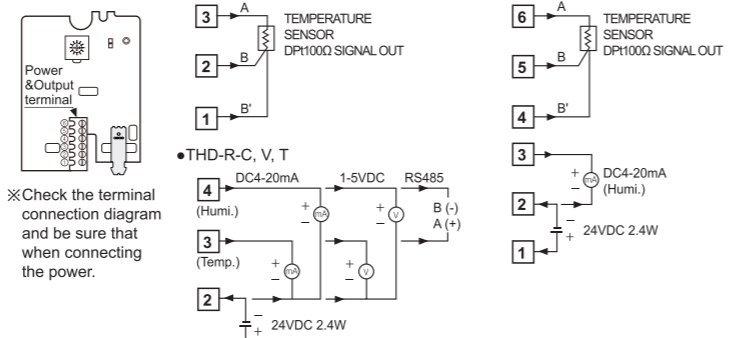 Power
&Output
terminal
※Check the terminal
connection diagram
and be sure that
when connecting
the power.
3 A
TEMPERATURE
SENSOR
DPt100Ω SIGNAL OUT
2 B
1 B'
●THD-R-C, V, T
DC4-20mA 1-5VDC RS485
4
(Humi.)
+ mA −
+ V −
B (-)
A (+)
3
(Temp.)
+ mA −
+ V −
2
−
+ 24VDC 2.4W
6 A
TEMPERATURE
SENSOR
DPt100Ω SIGNAL OUT
5 B
4 B'
3
+ mA −
DC4-20mA
(Humi.)
2
−
+ 24VDC 2.4W
1